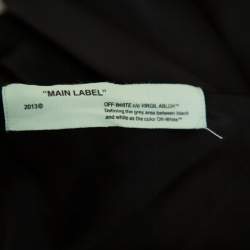 "MAIN LABEL"
2013©
OFF-WHITE c/o VIRGIL ABLOH™
"defining the grey area between black
and white as the color Off-White"